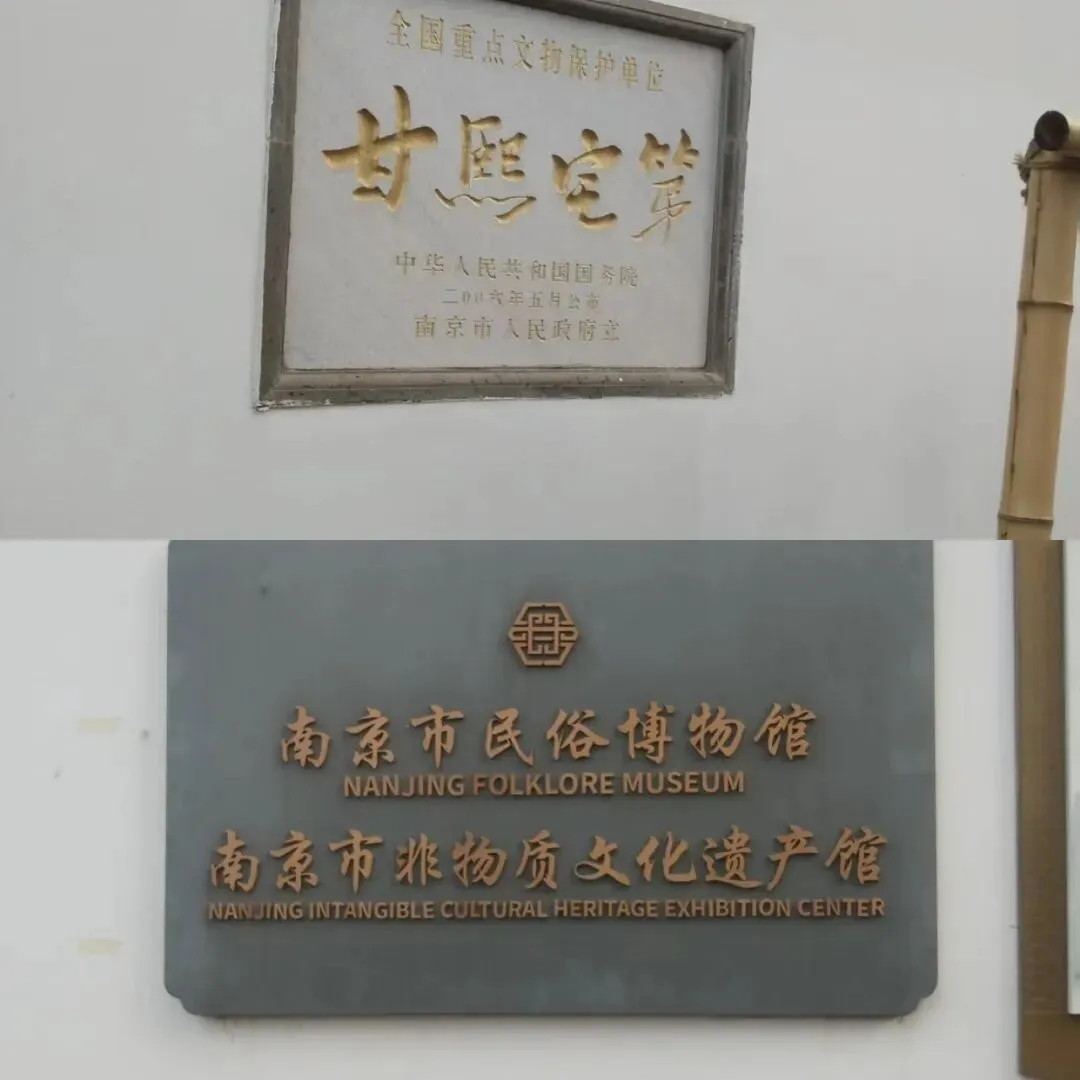 全国重点文物保护单位
甘熙宅第
中华人民共和国国务院
二00六年五月公布
南京市人民政府立
南京市民俗博物馆
NANJING FOLKLORE MUSEUM
南京市非物质文化遗产馆
NANJING INTANGIBLE CULTURAL HERITAGE EXHIBITION CENTER